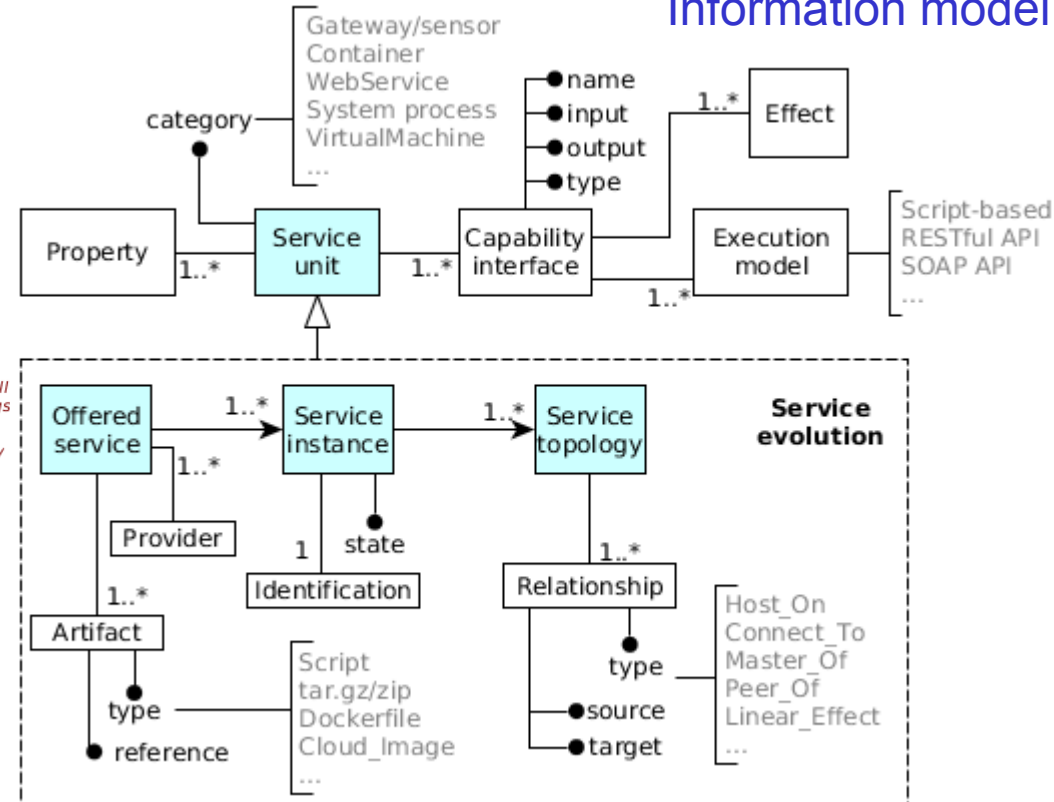 Information model
Gateway/sensor
Container
WebService
System process
VirtualMachine
...
category
name
input
output
type
1..*
Effect
Property
1..*
Service
unit
1..*
Capability
interface
1..*
Execution
model
Script-based
RESTful API
SOAP API
...
Offered
service
1..*
Service
instance
1..*
Service
topology
Service
evolution
1..*
Provider
1
state
Identification
1..*
Relationship
1..*
Artifact
type
reference
Script
tar.gz/zip
Dockerfile
Cloud_Image
...
type
source
target
Host_On
Connect_To
Master_Of
Peer_Of
Linear_Effect
...